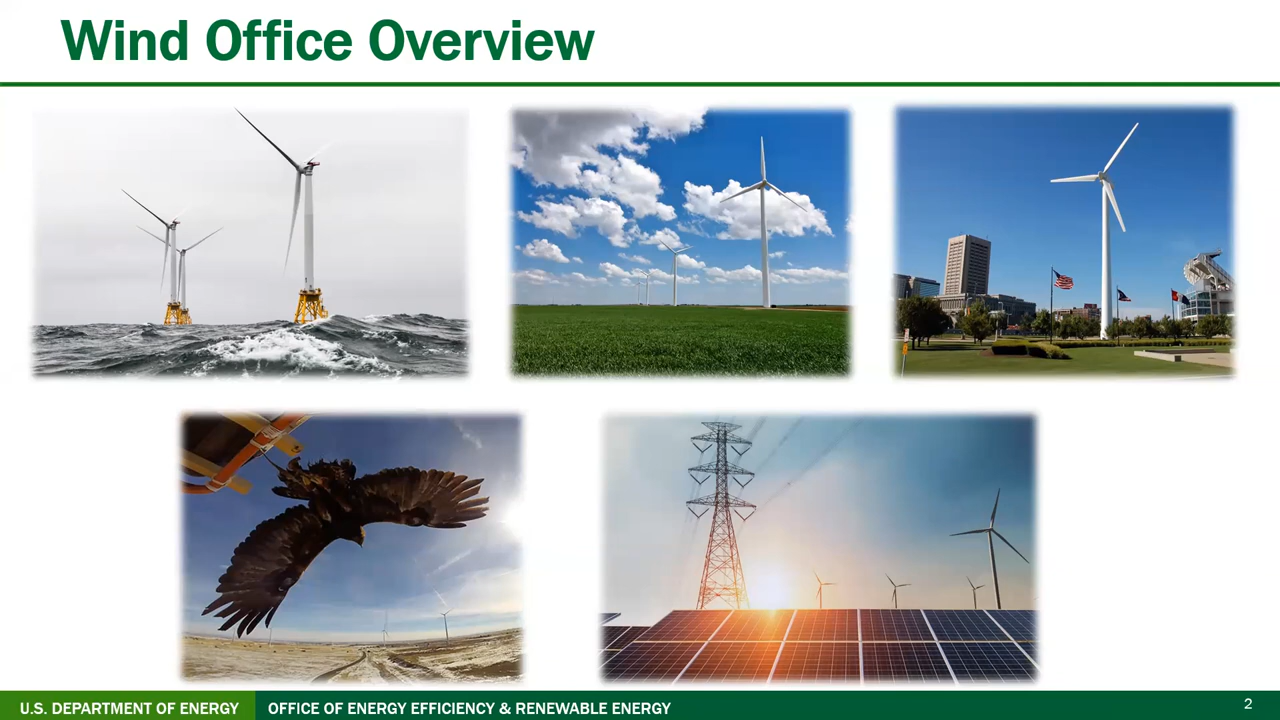 Wind Office Overview
U.S. DEPARTMENT OF ENERGY
OFFICE OF ENERGY EFFICIENCY & RENEWABLE ENERGY
2